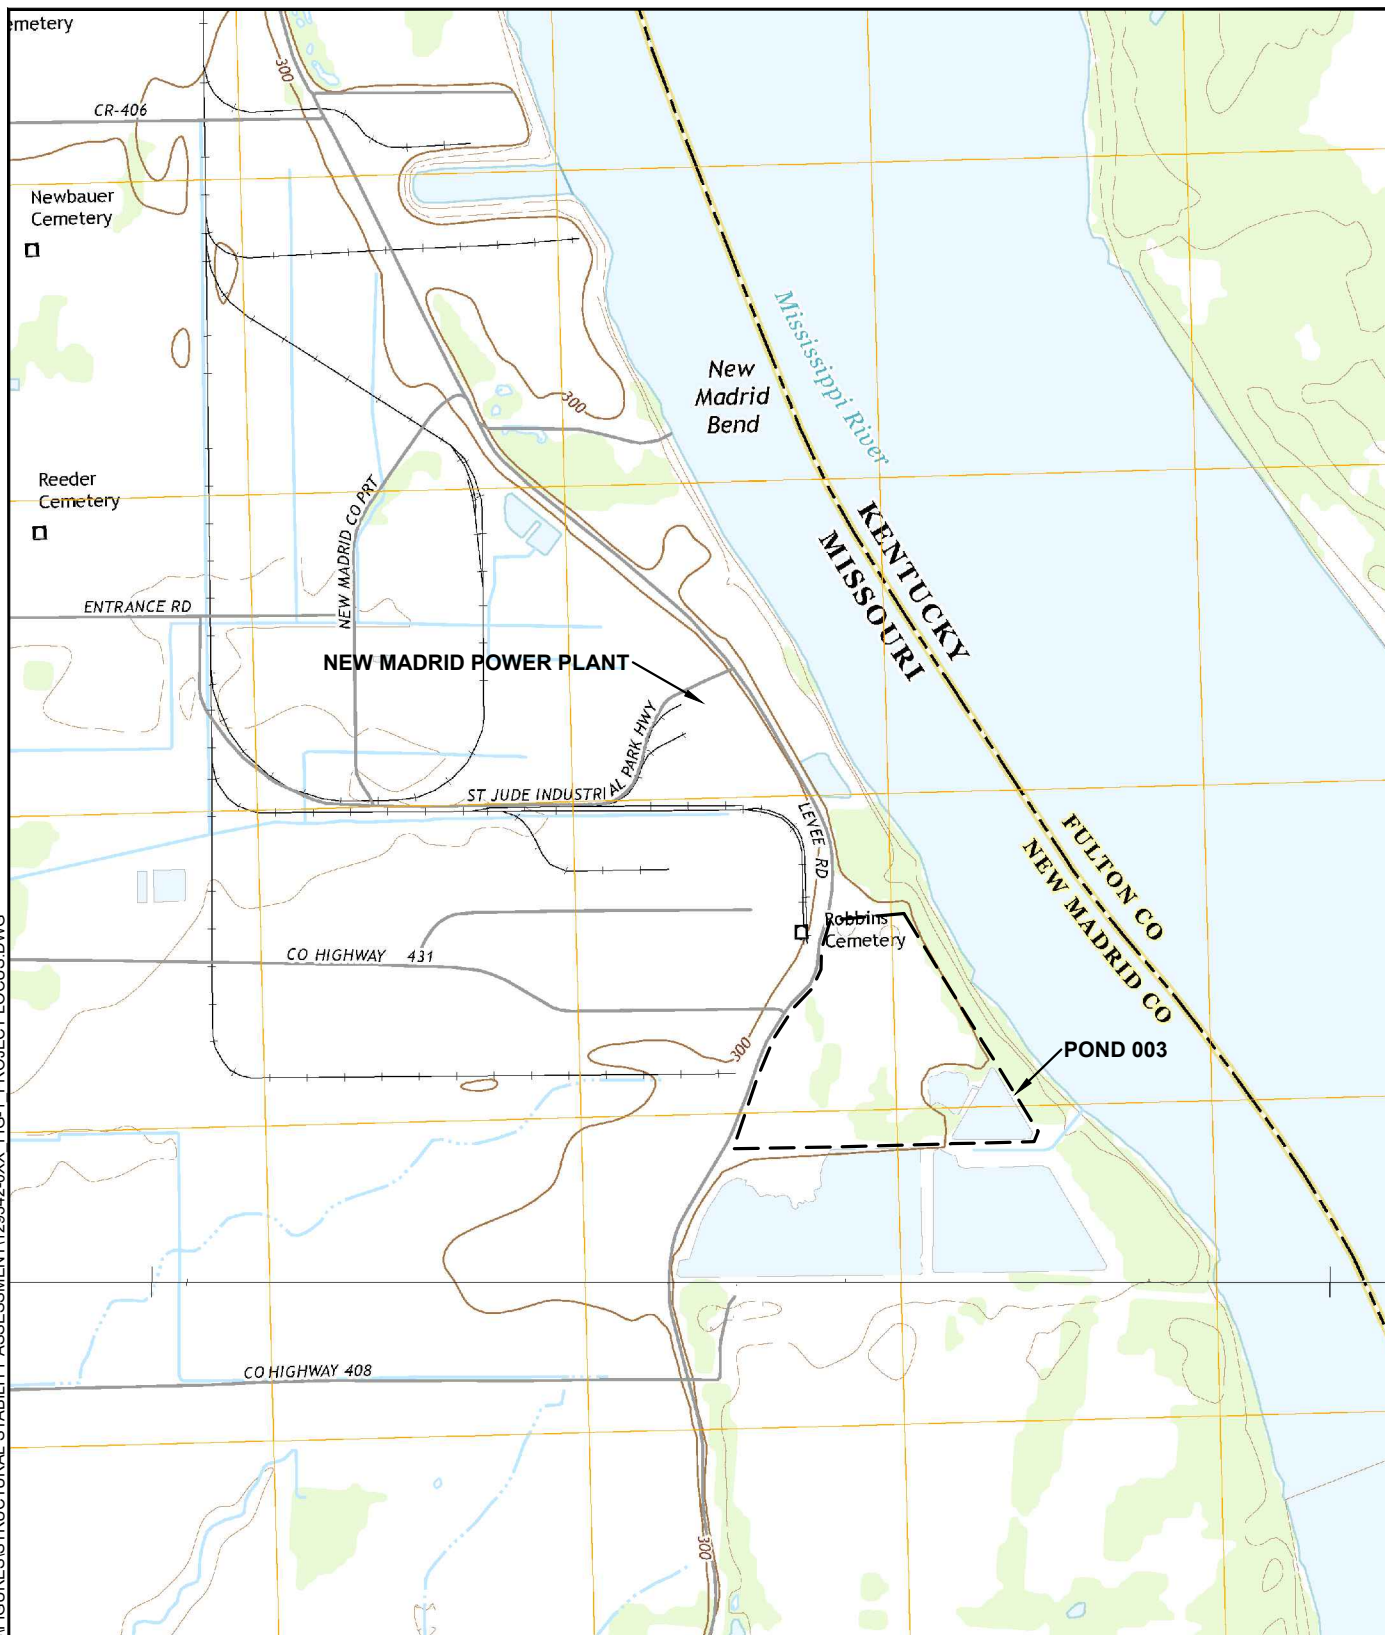 emetery
300
CR-406
Newbauer
Cemetery
Mississippi River
New
Madrid
Bend
300
Reeder
Cemetery
NEW MADRID CO PRT
KENTUCKY
MISSOURI
ENTRANCE RD
NEW MADRID POWER PLANT
ST JUDE INDUSTRIAL PARK HWY
LEVEE RD
FULTON CO
NEW MADRID CO
Robbins
Cemetery
CO HIGHWAY 431
300
POND 003
CO HIGHWAY 408
300